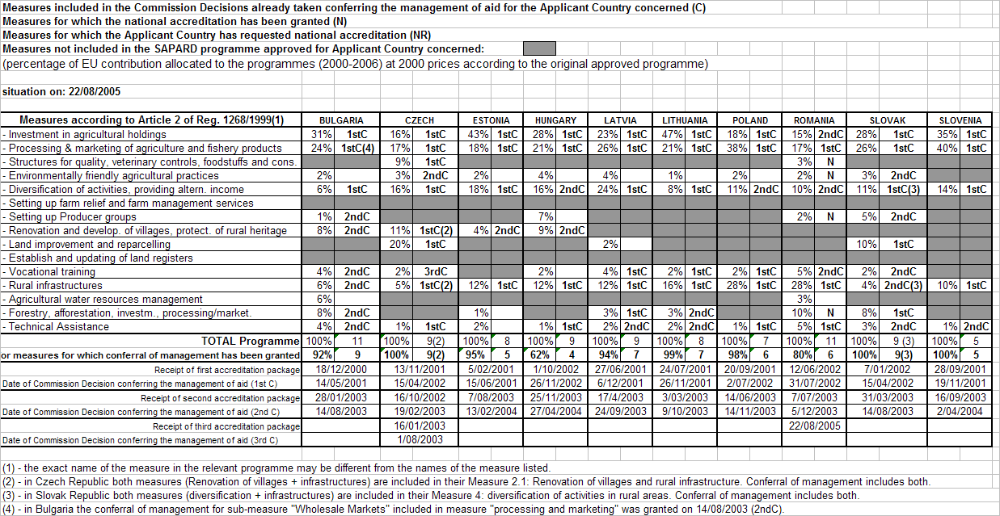 Measures included in the Commission Decisions already taken conferring the management of aid for the Applicant Country concerned (C)
Measures for which the national accreditation has been granted (N)
Measures for which the Applicant Country has requested national accreditation (NR)
Measures not included in the SAPARD programme approved for Applicant Country concerned:
(percentage of EU contribution allocated to the programmes (2000-2006) at 2000 prices according to the original approved programme)
situation on: 22/08/2005
Measures according to Article 2 of Reg. 1268/1999(1) BULGARIA CZECH ESTONIA HUNGARY LATVIA LITHUANIA POLAND ROMANIA SLOVAK SLOVENIA
- Investment in agricultural holdings 31% 1stC 16% 1stC 43% 1stC 28% 1stC 23% 1stC 47% 1stC 18% 1stC 15% 2ndC 28% 1stC 35% 1stC
- Processing & marketing of agriculture and fishery products 24% 1stC(4) 17% 1stC 18% 1stC 21% 1stC 26% 1stC 21% 1stC 38% 1stC 17% 1stC 26% 1stC 40% 1stC
- Structures for quality, veterinary controls, foodstuffs and cons. 9% 1stC 3% N
- Environmentally friendly agricultural practices 2% 3% 2ndC 2% 4% 4% 1% 2% 2% N 3% 2ndC
- Diversification of activities, providing altern. income 6% 1stC 16% 1stC 18% 1stC 16% 2ndC 24% 1stC 8% 1stC 11% 2ndC 10% 2ndC 11% 1stC(3) 14% 1stC
- Setting up farm relief and farm management services
- Setting up Producer groups 1% 2ndC 7% 2% N 5% 2ndC
- Renovation and develop. of villages, protect. of rural heritage 8% 2ndC 11% 1stC(2) 4% 2ndC 9% 2ndC
- Land improvement and reparcelling 20% 1stC 2% 10% 1stC
- Establish and updating of land registers
- Vocational training 4% 2ndC 2% 3rdC 2% 4% 1stC 2% 1stC 2% 1stC 5% 2ndC 2% 2ndC
- Rural infrastructures 6% 2ndC 5% 1stC(2) 12% 1stC 12% 1stC 12% 1stC 16% 1stC 28% 1stC 28% 1stC 4% 2ndC(3) 10% 1stC
- Agricultural water resources management 6% 3%
- Forestry, afforestation, investm., processing/market. 8% 2ndC 1% 3% 1stC 3% 2ndC 10% N 8% 1stC
- Technical Assistance 4% 2ndC 1% 1stC 2% 1% 1stC 2% 2ndC 2% 2ndC 1% 1stC 5% 1stC 3% 2ndC 1% 2ndC
TOTAL Programme 100% 11 100% 9(2) 100% 8 100% 9 100% 9 100% 8 100% 7 100% 11 100% 9 (3) 100% 5
or measures for which conferral of management has been granted 92% 9 100% 9(2) 95% 5 62% 4 94% 7 99% 7 98% 6 80% 6 100% 9(3) 100% 5
Receipt of first accreditation package 18/12/2000 13/11/2001 5/02/2001 1/10/2002 27/06/2001 24/07/2001 20/09/2001 12/06/2002 7/01/2002 28/09/2001
Date of Commission Decision conferring the management of aid (1st C) 14/05/2001 15/04/2002 15/06/2001 26/11/2002 6/12/2001 26/11/2001 2/07/2002 31/07/2002 15/04/2002 19/11/2001
Receipt of second accreditation package 28/01/2003 16/10/2002 7/08/2003 25/11/2003 17/4/2003 3/03/2003 14/06/2003 7/07/2003 31/03/2003 16/09/2003
Date of Commission Decision conferring the management of aid (2nd C) 14/08/2003 19/02/2003 13/02/2004 27/04/2004 24/09/2003 9/10/2003 14/11/2003 5/12/2003 14/08/2003 2/04/2004
Receipt of third accreditation package 16/01/2003 22/08/2005
Date of Commission Decision conferring the management of aid (3rd C) 1/08/2003
(1) - the exact name of the measure in the relevant programme may be different from the names of the measure listed.
(2) - in Czech Republic both measures (Renovation of villages + infrastructures) are included in their Measure 2.1: Renovation of villages and rural infrastructure. Conferral of management includes both.
(3) - in Slovak Republic both measures (diversification + infrastructures) are included in their Measure 4: diversification of activities in rural areas. Conferral of management includes both.
(4) - in Bulgaria the conferral of management for sub-measure "Wholesale Markets" included in measure "processing and marketing" was granted on 14/08/2003 (2ndC).